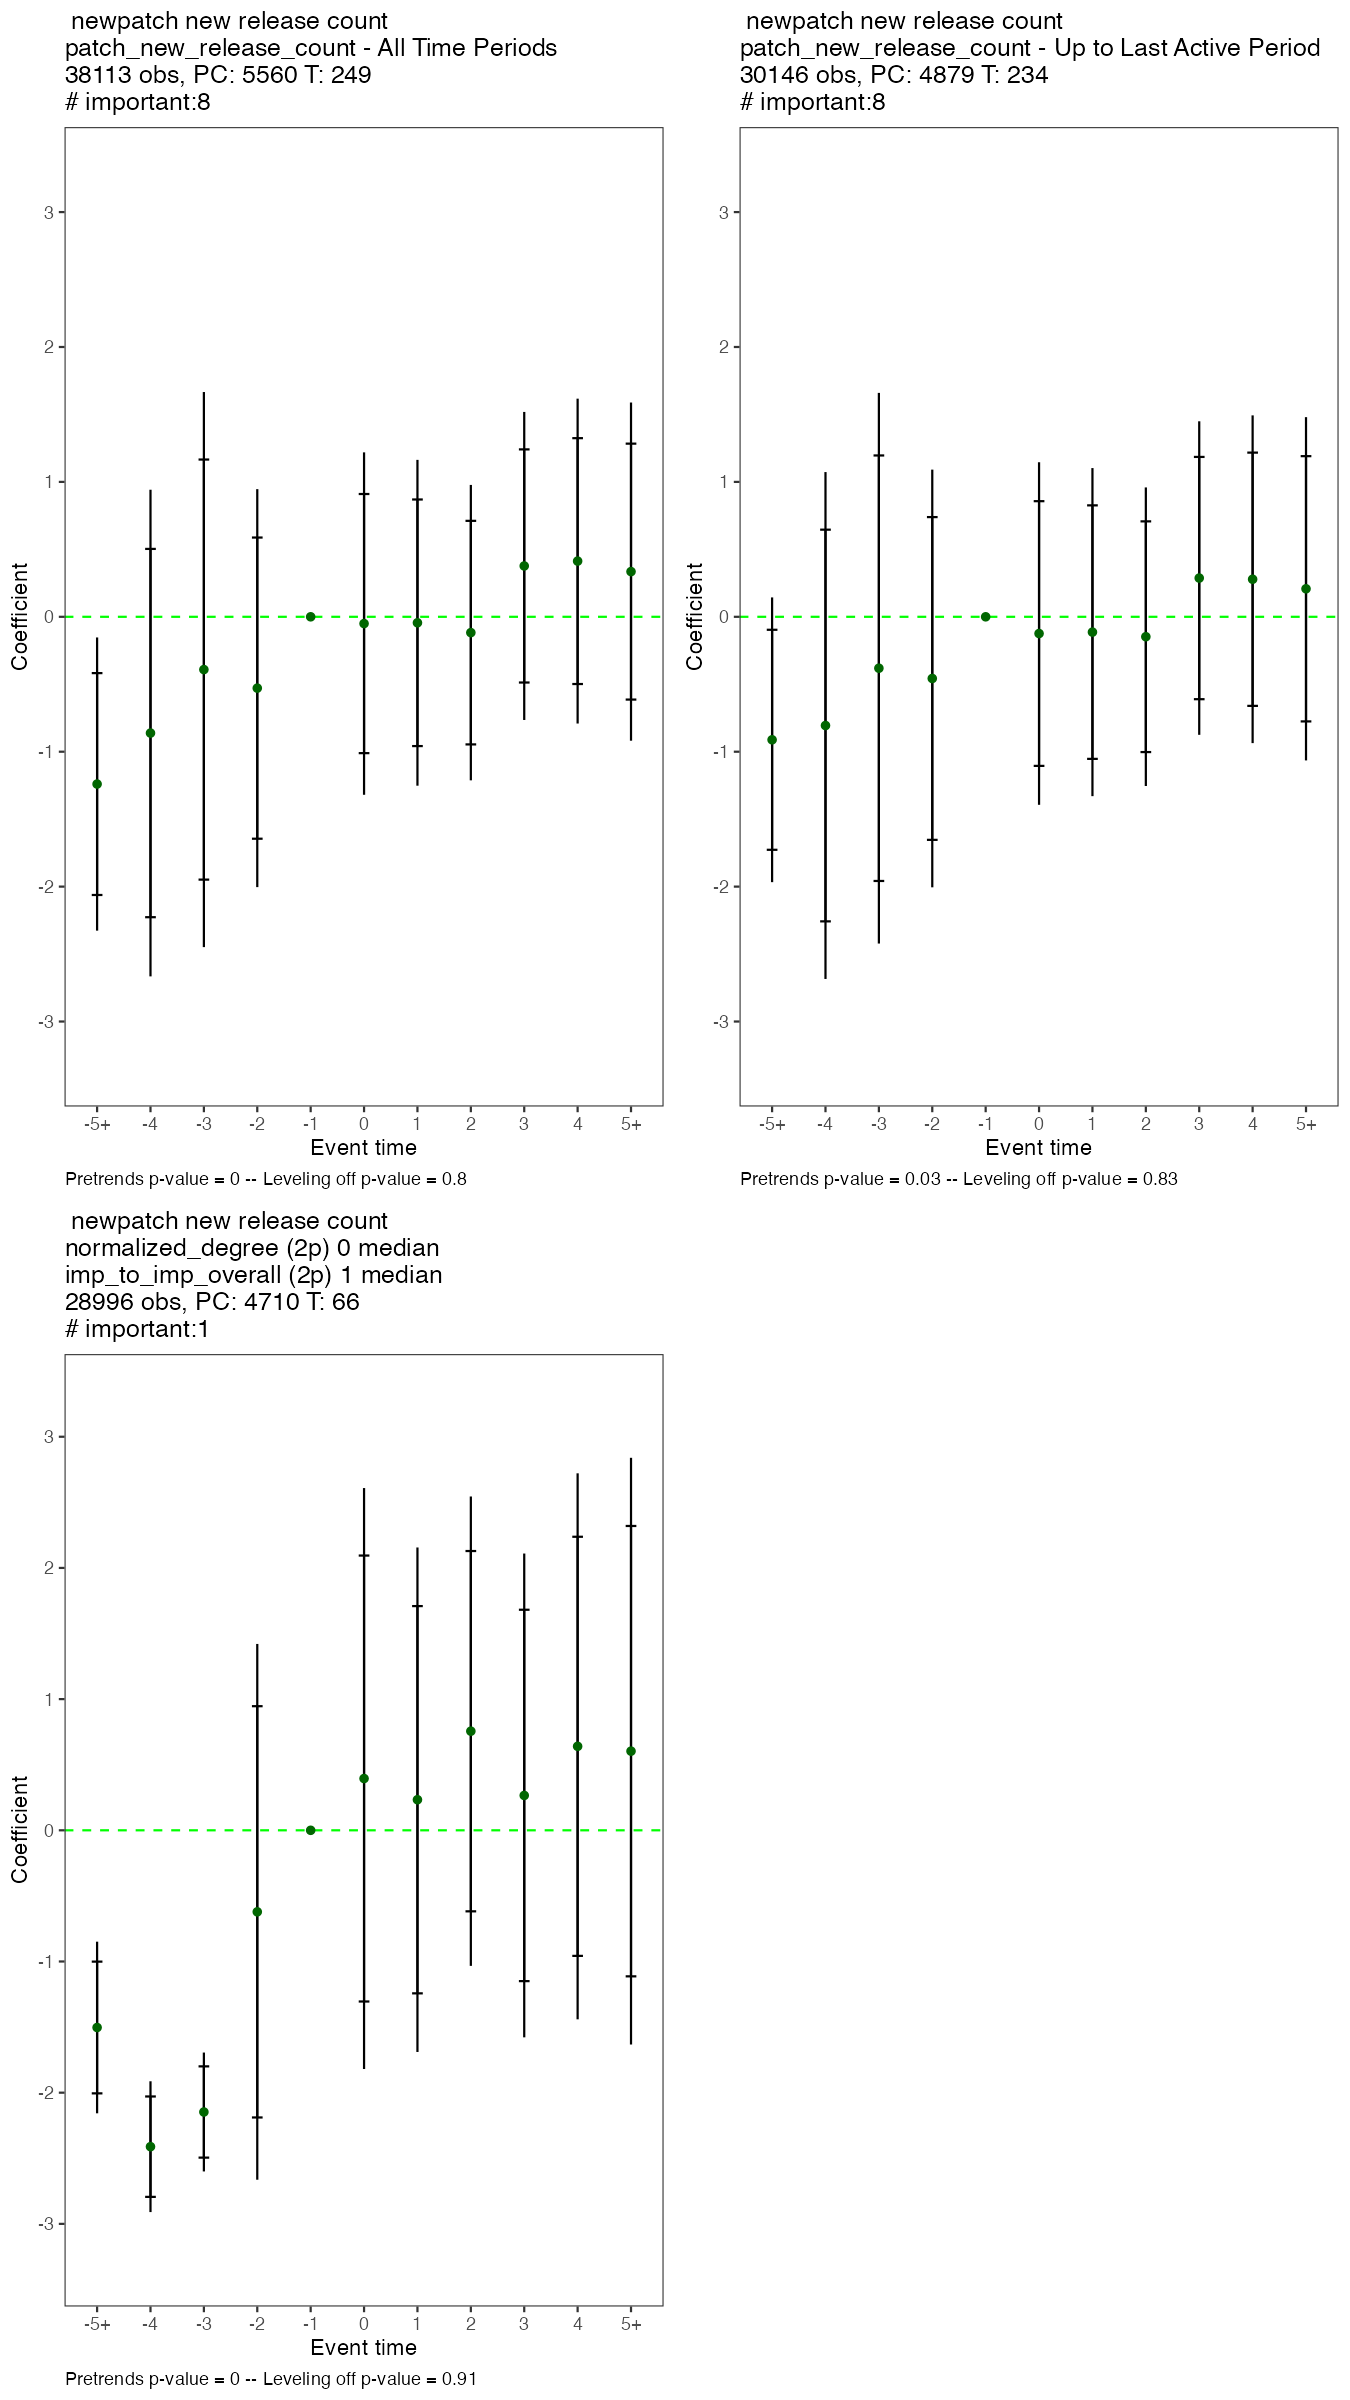 newpatch new release count
patch_new_release_count - All Time Periods
38113 obs, PC: 5560 T: 249
# important:8
3
2
1
0
-1
-2
-3
Coefficient
-5+ -4 -3 -2 -1 0 1 2 3 4 5+
Event time
Pretrends p-value = 0 -- Leveling off p-value = 0.8
newpatch new release count
patch_new_release_count - Up to Last Active Period
30146 obs, PC: 4879 T: 234
# important:8
3
2
1
0
-1
-2
-3
Coefficient
-5+ -4 -3 -2 -1 0 1 2 3 4 5+
Event time
Pretrends p-value = 0.03 -- Leveling off p-value = 0.83
newpatch new release count
normalized_degree (2p) 0 median
imp_to_imp_overall (2p) 1 median
28996 obs, PC: 4710 T: 66
# important:1
3
2
1
0
-1
-2
-3
Coefficient
-5+ -4 -3 -2 -1 0 1 2 3 4 5+
Event time
Pretrends p-value = 0 -- Leveling off p-value = 0.91